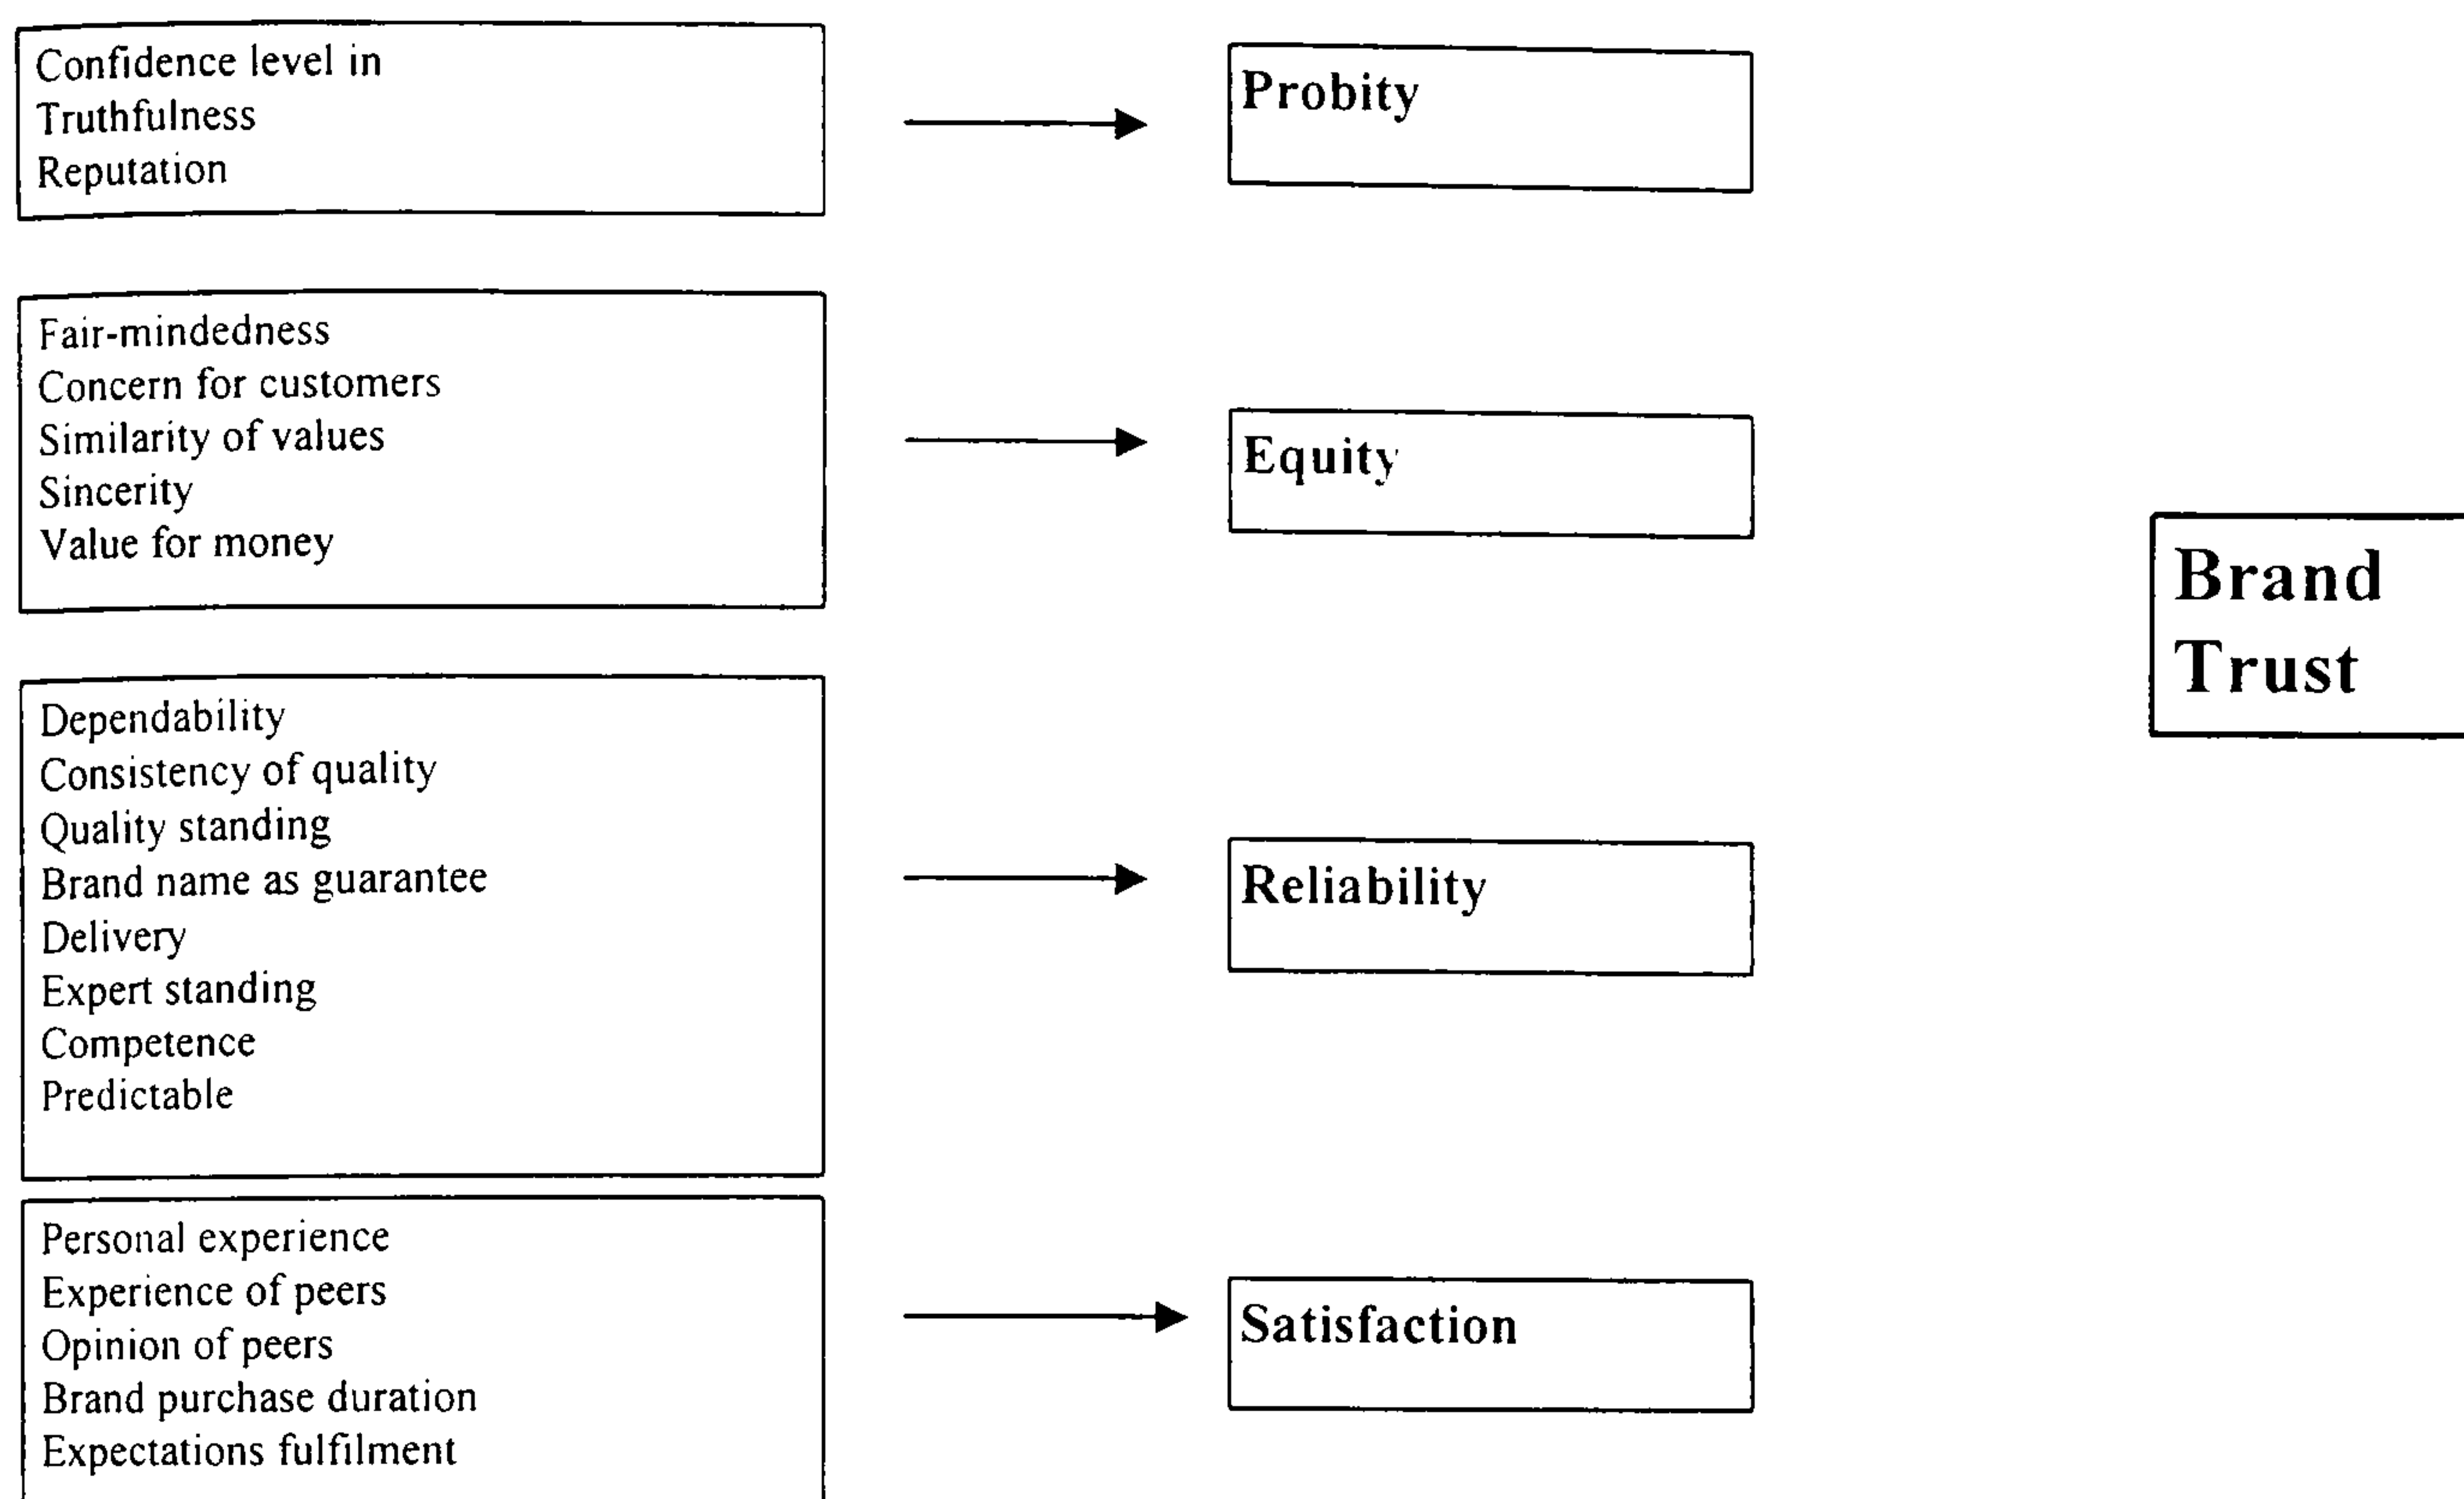 Confidence level in
Truthfulness
Reputation
Probity
Fair-mindedness
Concern for customers
Similarity of values
Sincerity
Value for money
Equity
Brand
Trust
Dependability
Consistency of quality
Quality standing
Brand name as guarantee
Delivery
Expert standing
Competence
Predictable
Reliability
Personal experience
Experience of peers
Opinion of peers
Brand purchase duration
Expectations fulfilment
Satisfaction